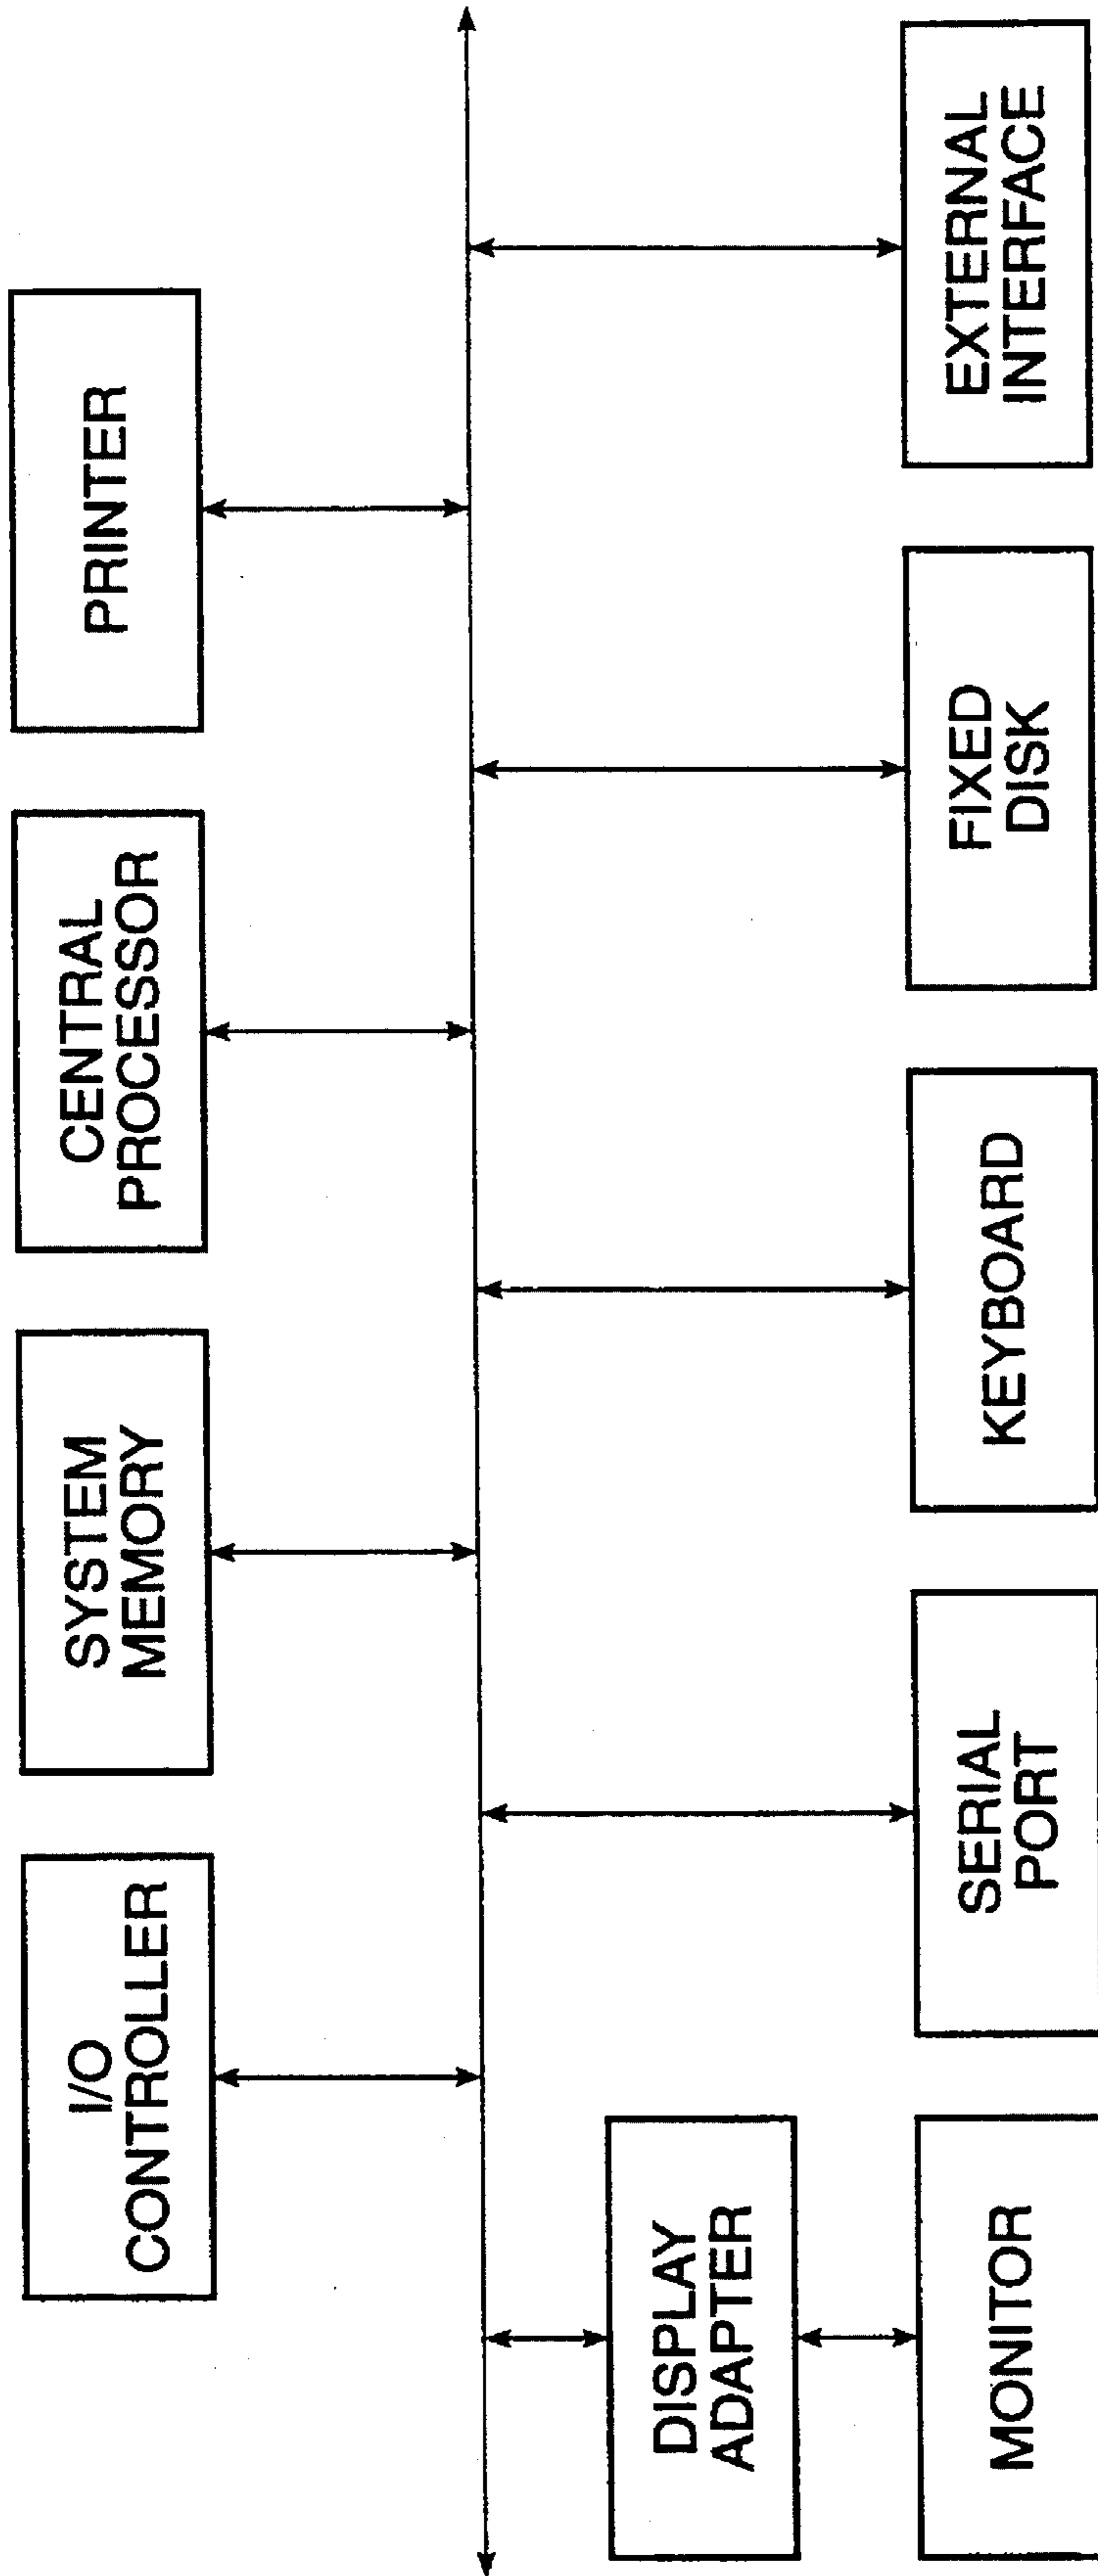 I/O
CONTROLLER
SYSTEM
MEMORY
CENTRAL
PROCESSOR
PRINTER
DISPLAY
ADAPTER
MONITOR
SERIAL
PORT
KEYBOARD
FIXED
DISK
EXTERNAL
INTERFACE